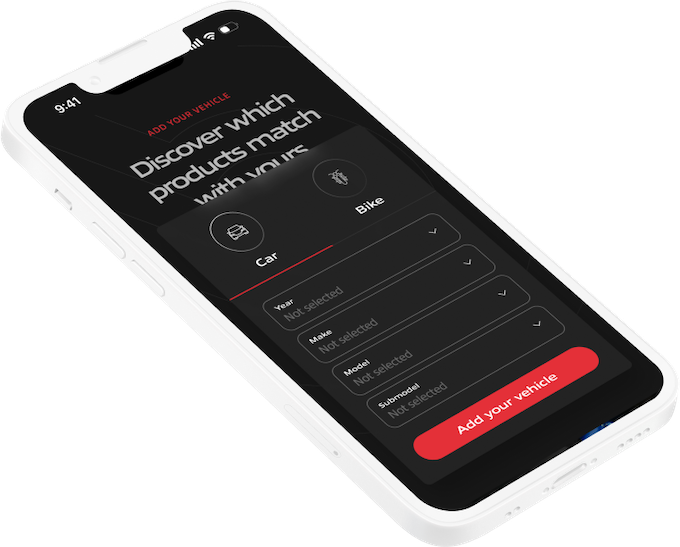 9:41
ADD YOUR VEHICLE
Discover which
products match
with yours
Car
Bike
Year
Not selected
Make
Not selected
Model
Not selected
Submodel
Not selected
Add your vehicle